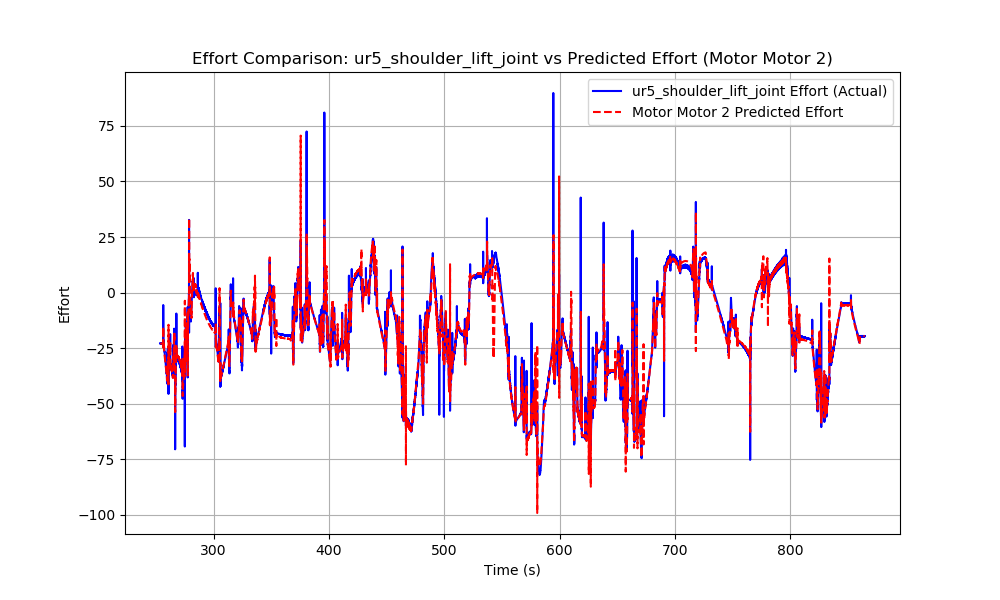 Effort Comparison: ur5_shoulder_lift_joint vs Predicted Effort (Motor Motor 2)
ur5_shoulder_lift_joint Effort (Actual)
Motor Motor 2 Predicted Effort
Effort
75
50
25
0
−25
−50
−75
−100
300
400
500
600
700
800
Time (s)